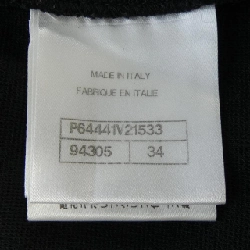 MADE IN ITALY
FABRIQUE EN ITALIE
P64441V21533
94305 34